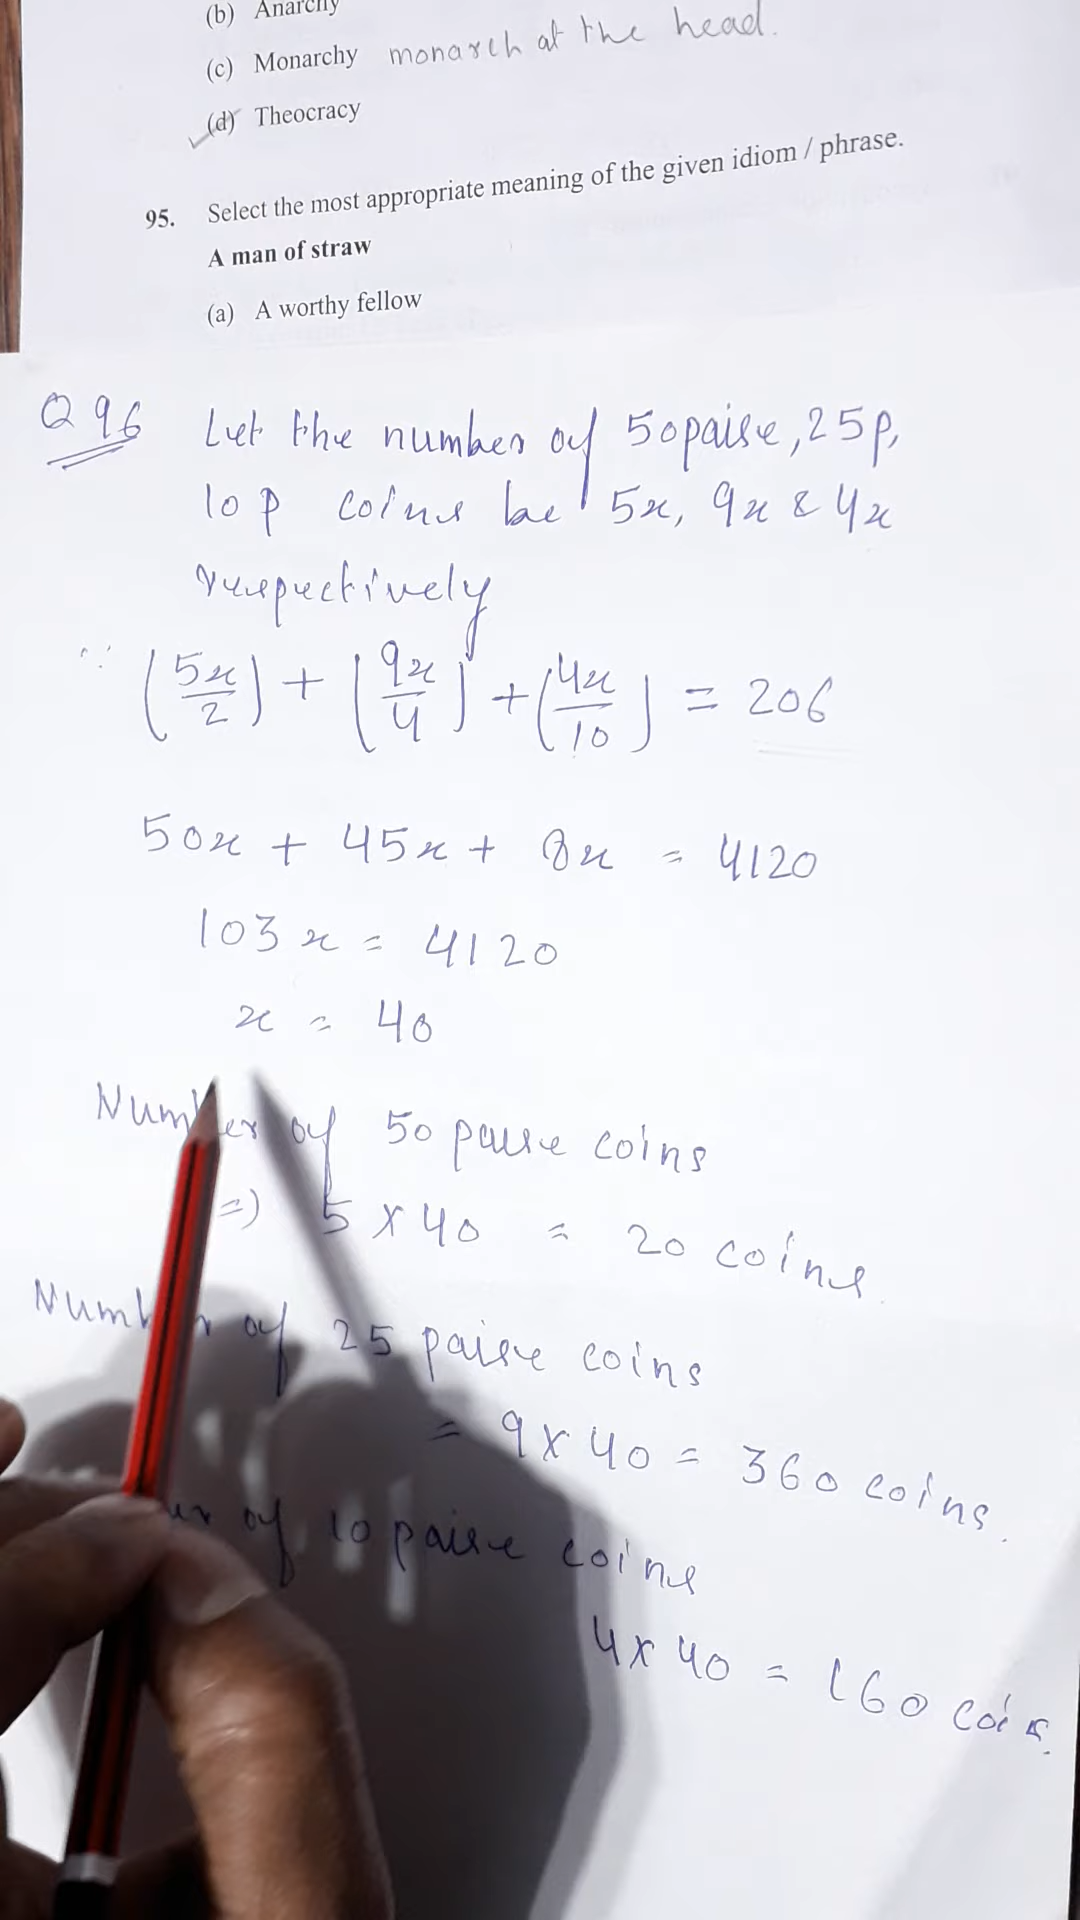 (b) Anarchy
(c) Monarchy monarch at the head.
(d) Theocracy
95. Select the most appropriate meaning of the given idiom / phrase.
A man of straw
(a) A worthy fellow
Q 96 Let the number of 50paise, 25p,
10 p coins be 5x, 9x & 4x
respectively
∵ (5x/2) + (9x/4) + (4x/10) = 206
50x + 45x + 8x = 4120
103x = 4120
x = 40
Number of 50 paise coins
=) 5 x 40 = 20 coins
Number of 25 paise coins
= 9 x 40 = 360 coins.
of 10 paise coins
4 x 40 = 160 coins.